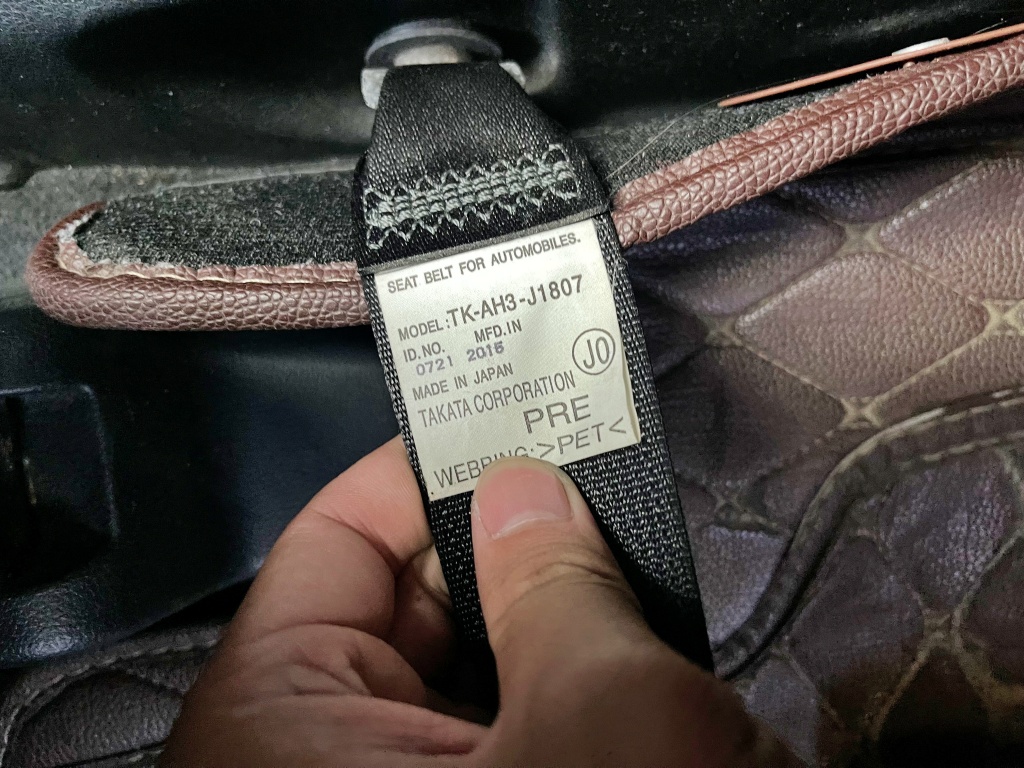 SEAT BELT FOR AUTOMOBILES.
MODEL:TK-AH3-J1807
ID.NO. MFD.IN
0721 2015
MADE IN JAPAN
JO
TAKATA CORPORATION
PRE
WEBBING:>PET<